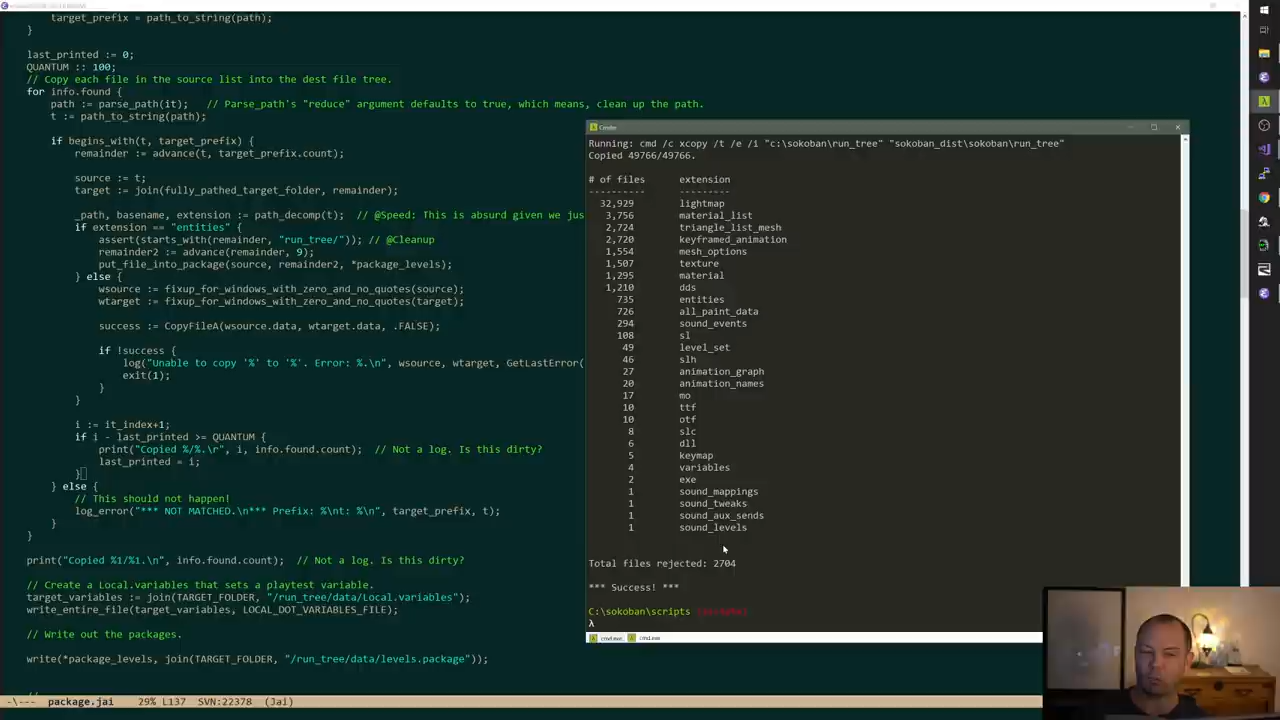 target_prefix = path_to_string(path);
}
last_printed := 0;
QUANTUM :: 100;
// Copy each file in the source list into the dest file tree.
for info.found {
path := parse_path(it);   // Parse_path's "reduce" argument defaults to true, which means, clean up the path.
t := path_to_string(path);
if begins_with(t, target_prefix) {
remainder := advance(t, target_prefix.count);
source := t;
target := join(fully_pathed_target_folder, remainder);
_path, basename, extension := path_decomp(t);  // @Speed: This is absurd given we jus
if extension == "entities" {
assert(starts_with(remainder, "run_tree/")); // @Cleanup
remainder2 := advance(remainder, 9);
put_file_into_package(source, remainder2, *package_levels);
} else {
wsource := fixup_for_windows_with_zero_and_no_quotes(source);
wtarget := fixup_for_windows_with_zero_and_no_quotes(target);
success := CopyFileA(wsource.data, wtarget.data, .FALSE);
if !success {
log("Unable to copy '%' to '%'. Error: %.\n", wsource, wtarget, GetLastError(
exit(1);
}
}
i := it_index+1;
if i - last_printed >= QUANTUM {
print("Copied %/%.\r", i, info.found.count);  // Not a log. Is this dirty?
last_printed = i;
}
} else {
// This should not happen!
log_error("*** NOT MATCHED.\n*** Prefix: %\nt: %\n", target_prefix, t);
}
}
print("Copied %1/%1.\n", info.found.count);  // Not a log. Is this dirty?
// Create a Local.variables that sets a playtest variable.
target_variables := join(TARGET_FOLDER, "/run_tree/data/Local.variables");
write_entire_file(target_variables, LOCAL_DOT_VARIABLES_FILE);
// Write out the packages.
write(*package_levels, join(TARGET_FOLDER, "/run_tree/data/levels.package"));
//
-\---  package.jai    29% L137  SVN:22378  (Jai)
Cmder
Running: cmd /c xcopy /t /e /i "c:\sokoban\run_tree" "sokoban_dist\sokoban\run_tree"
Copied 49766/49766.
# of files      extension
----------      ---------
32,929      lightmap
3,756      material_list
2,724      triangle_list_mesh
2,720      keyframed_animation
1,554      mesh_options
1,507      texture
1,295      material
1,210      dds
735      entities
726      all_paint_data
294      sound_events
108      sl
49      level_set
46      slh
27      animation_graph
20      animation_names
17      mo
10      ttf
10      otf
8      slc
6      dll
5      keymap
4      variables
2      exe
1      sound_mappings
1      sound_tweaks
1      sound_aux_sends
1      sound_levels
Total files rejected: 2704
*** Success! ***
C:\sokoban\scripts
λ
cmd.exe   cmd.exe